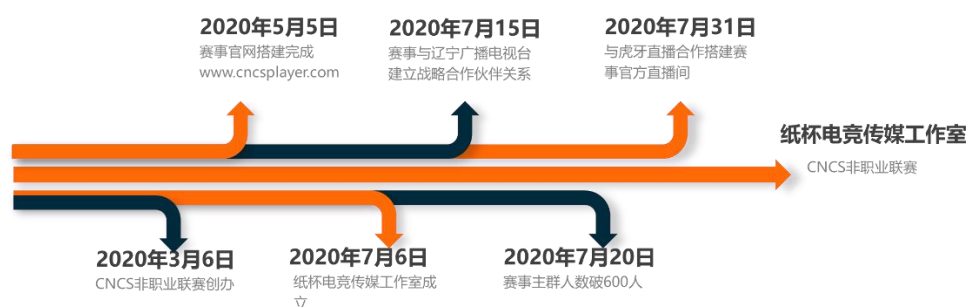 2020年5月5日
赛事官网搭建完成
www.cncsplayer.com
2020年7月15日
赛事与辽宁广播电视台
建立战略合作伙伴关系
2020年7月31日
与虎牙直播合作搭建赛
事官方直播间
纸杯电竞传媒工作室
CNCS非职业联赛
2020年3月6日
CNCS非职业联赛创办
2020年7月6日
纸杯电竞传媒工作室成
立
2020年7月20日
赛事主群人数破600人